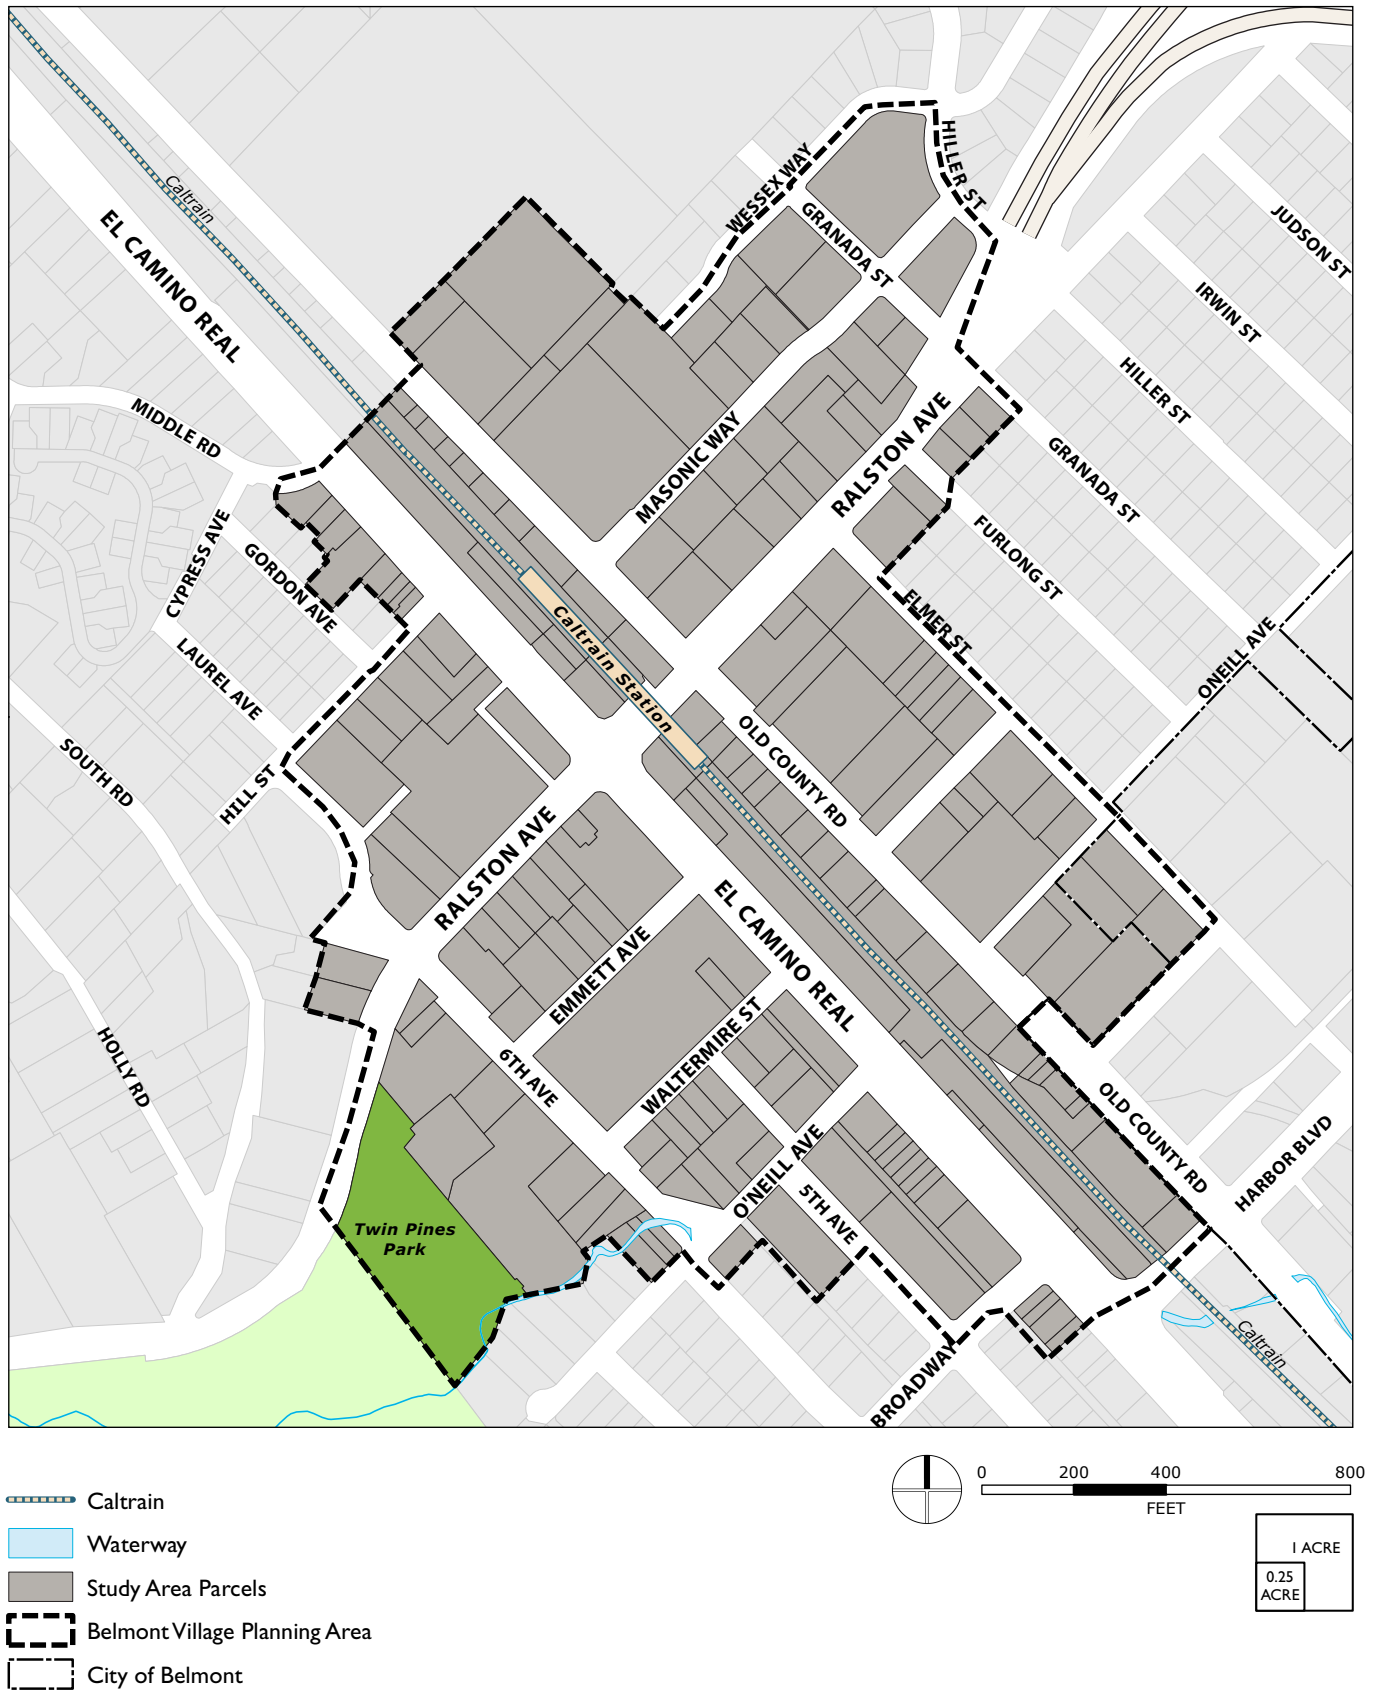 WESSEX WAY
HILLER ST
GRANADA ST
JUDSON ST
IRWIN ST
HILLER ST
GRANADA ST
FURLONG ST
ELMER ST
ONEILL AVE
Caltrain
EL CAMINO REAL
MIDDLE RD
CYPRESS AVE
GORDON AVE
LAUREL AVE
SOUTH RD
HILL ST
HOLLY RD
MASONIC WAY
RALSTON AVE
Caltrain Station
OLD COUNTY RD
RALSTON AVE
EMMETT AVE
EL CAMINO REAL
WALTERMIRE ST
6TH AVE
O'NEILL AVE
5TH AVE
OLD COUNTY RD
HARBOR BLVD
Twin Pines
Park
BROADWAY
Caltrain
Caltrain
Waterway
Study Area Parcels
Belmont Village Planning Area
City of Belmont
0 200 400 800
FEET
1 ACRE
0.25
ACRE